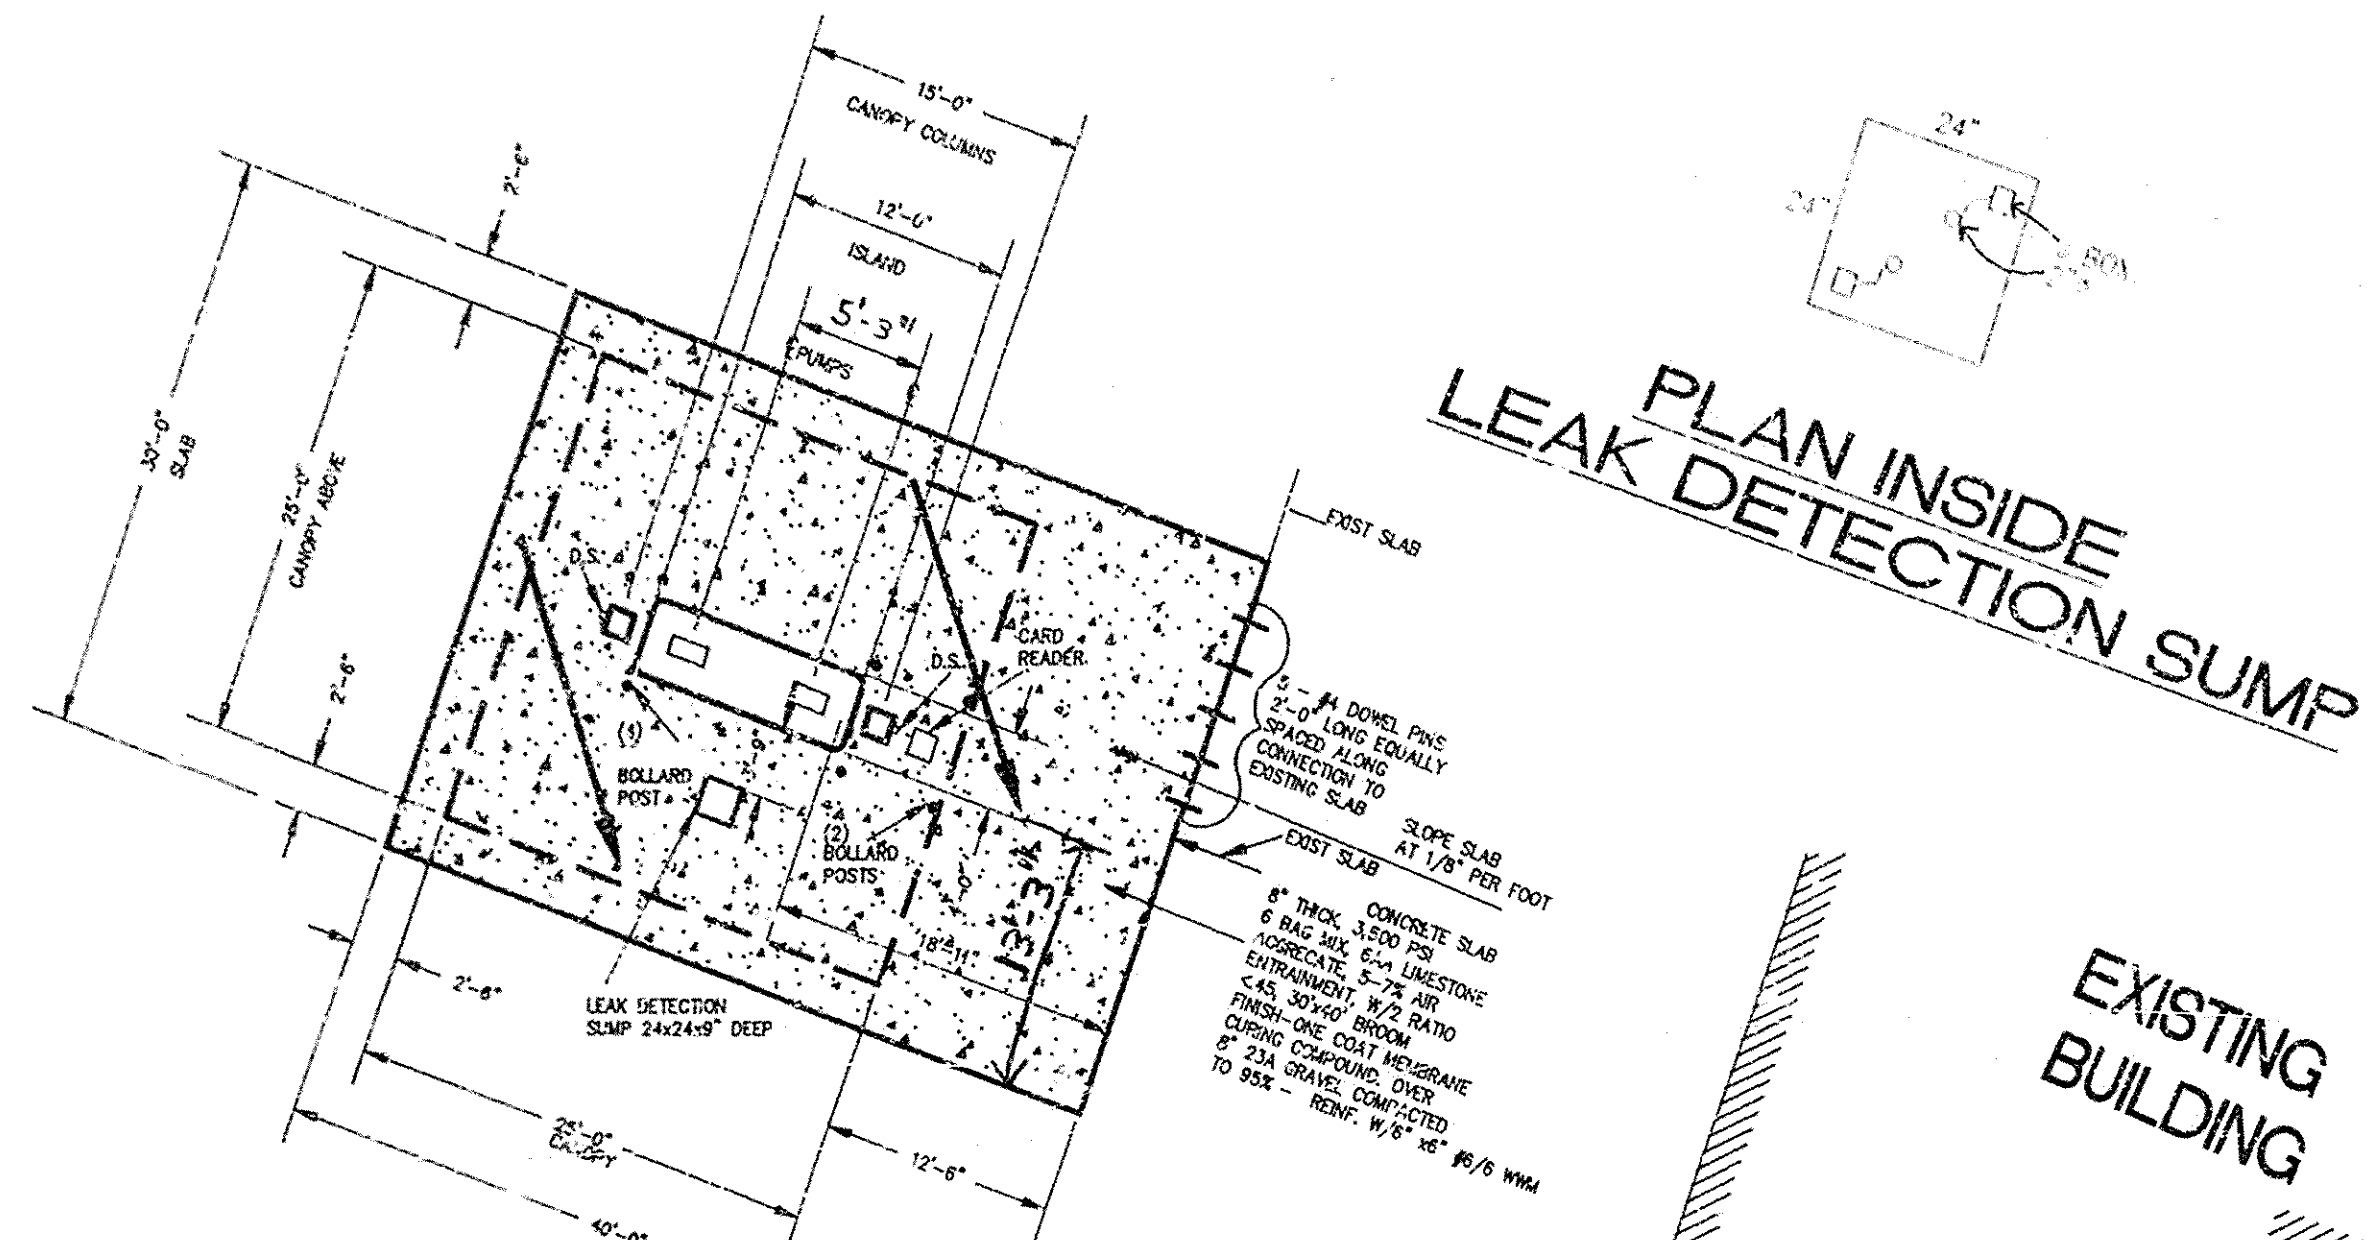 15'-0"
CANOPY COLUMNS
12'-0"
ISLAND
5'-3"
PUMPS
2'-6"
30'-0"
SLAB
25'-0"
CANOPY ABOVE
2'-6"
D.S.
D.S.
CARD
READER
BOLLARD
POST
3'-9"
(2)
BOLLARD
POSTS
13'-3"
18'-11"
LEAK DETECTION
SUMP 24x24x9" DEEP
2'-6"
25'-0"
CANOPY
12'-6"
40'-0"
EXIST SLAB
#4 DOWEL PINS
2'-0" LONG EQUALLY
SPACED ALONG
CONNECTION TO
EXISTING SLAB
SLOPE SLAB
AT 1/8" PER FOOT
EXIST SLAB
CONCRETE SLAB
8" THICK, 3,500 PSI
6 BAG MIX, 6AA LIMESTONE
AGGRECATE, 5-7% AIR
ENTRAINMENT, W/2 RATIO
<.45, 30'x40' BROOM
FINISH-ONE COAT MEMBRANE
CURING COMPOUND. OVER
8" 23A GRAVEL COMPACTED
TO 95% - REINF. W/6" x6" #6/6 WWM
24"
24"
PLAN INSIDE
LEAK DETECTION SUMP
EXISTING
BUILDING